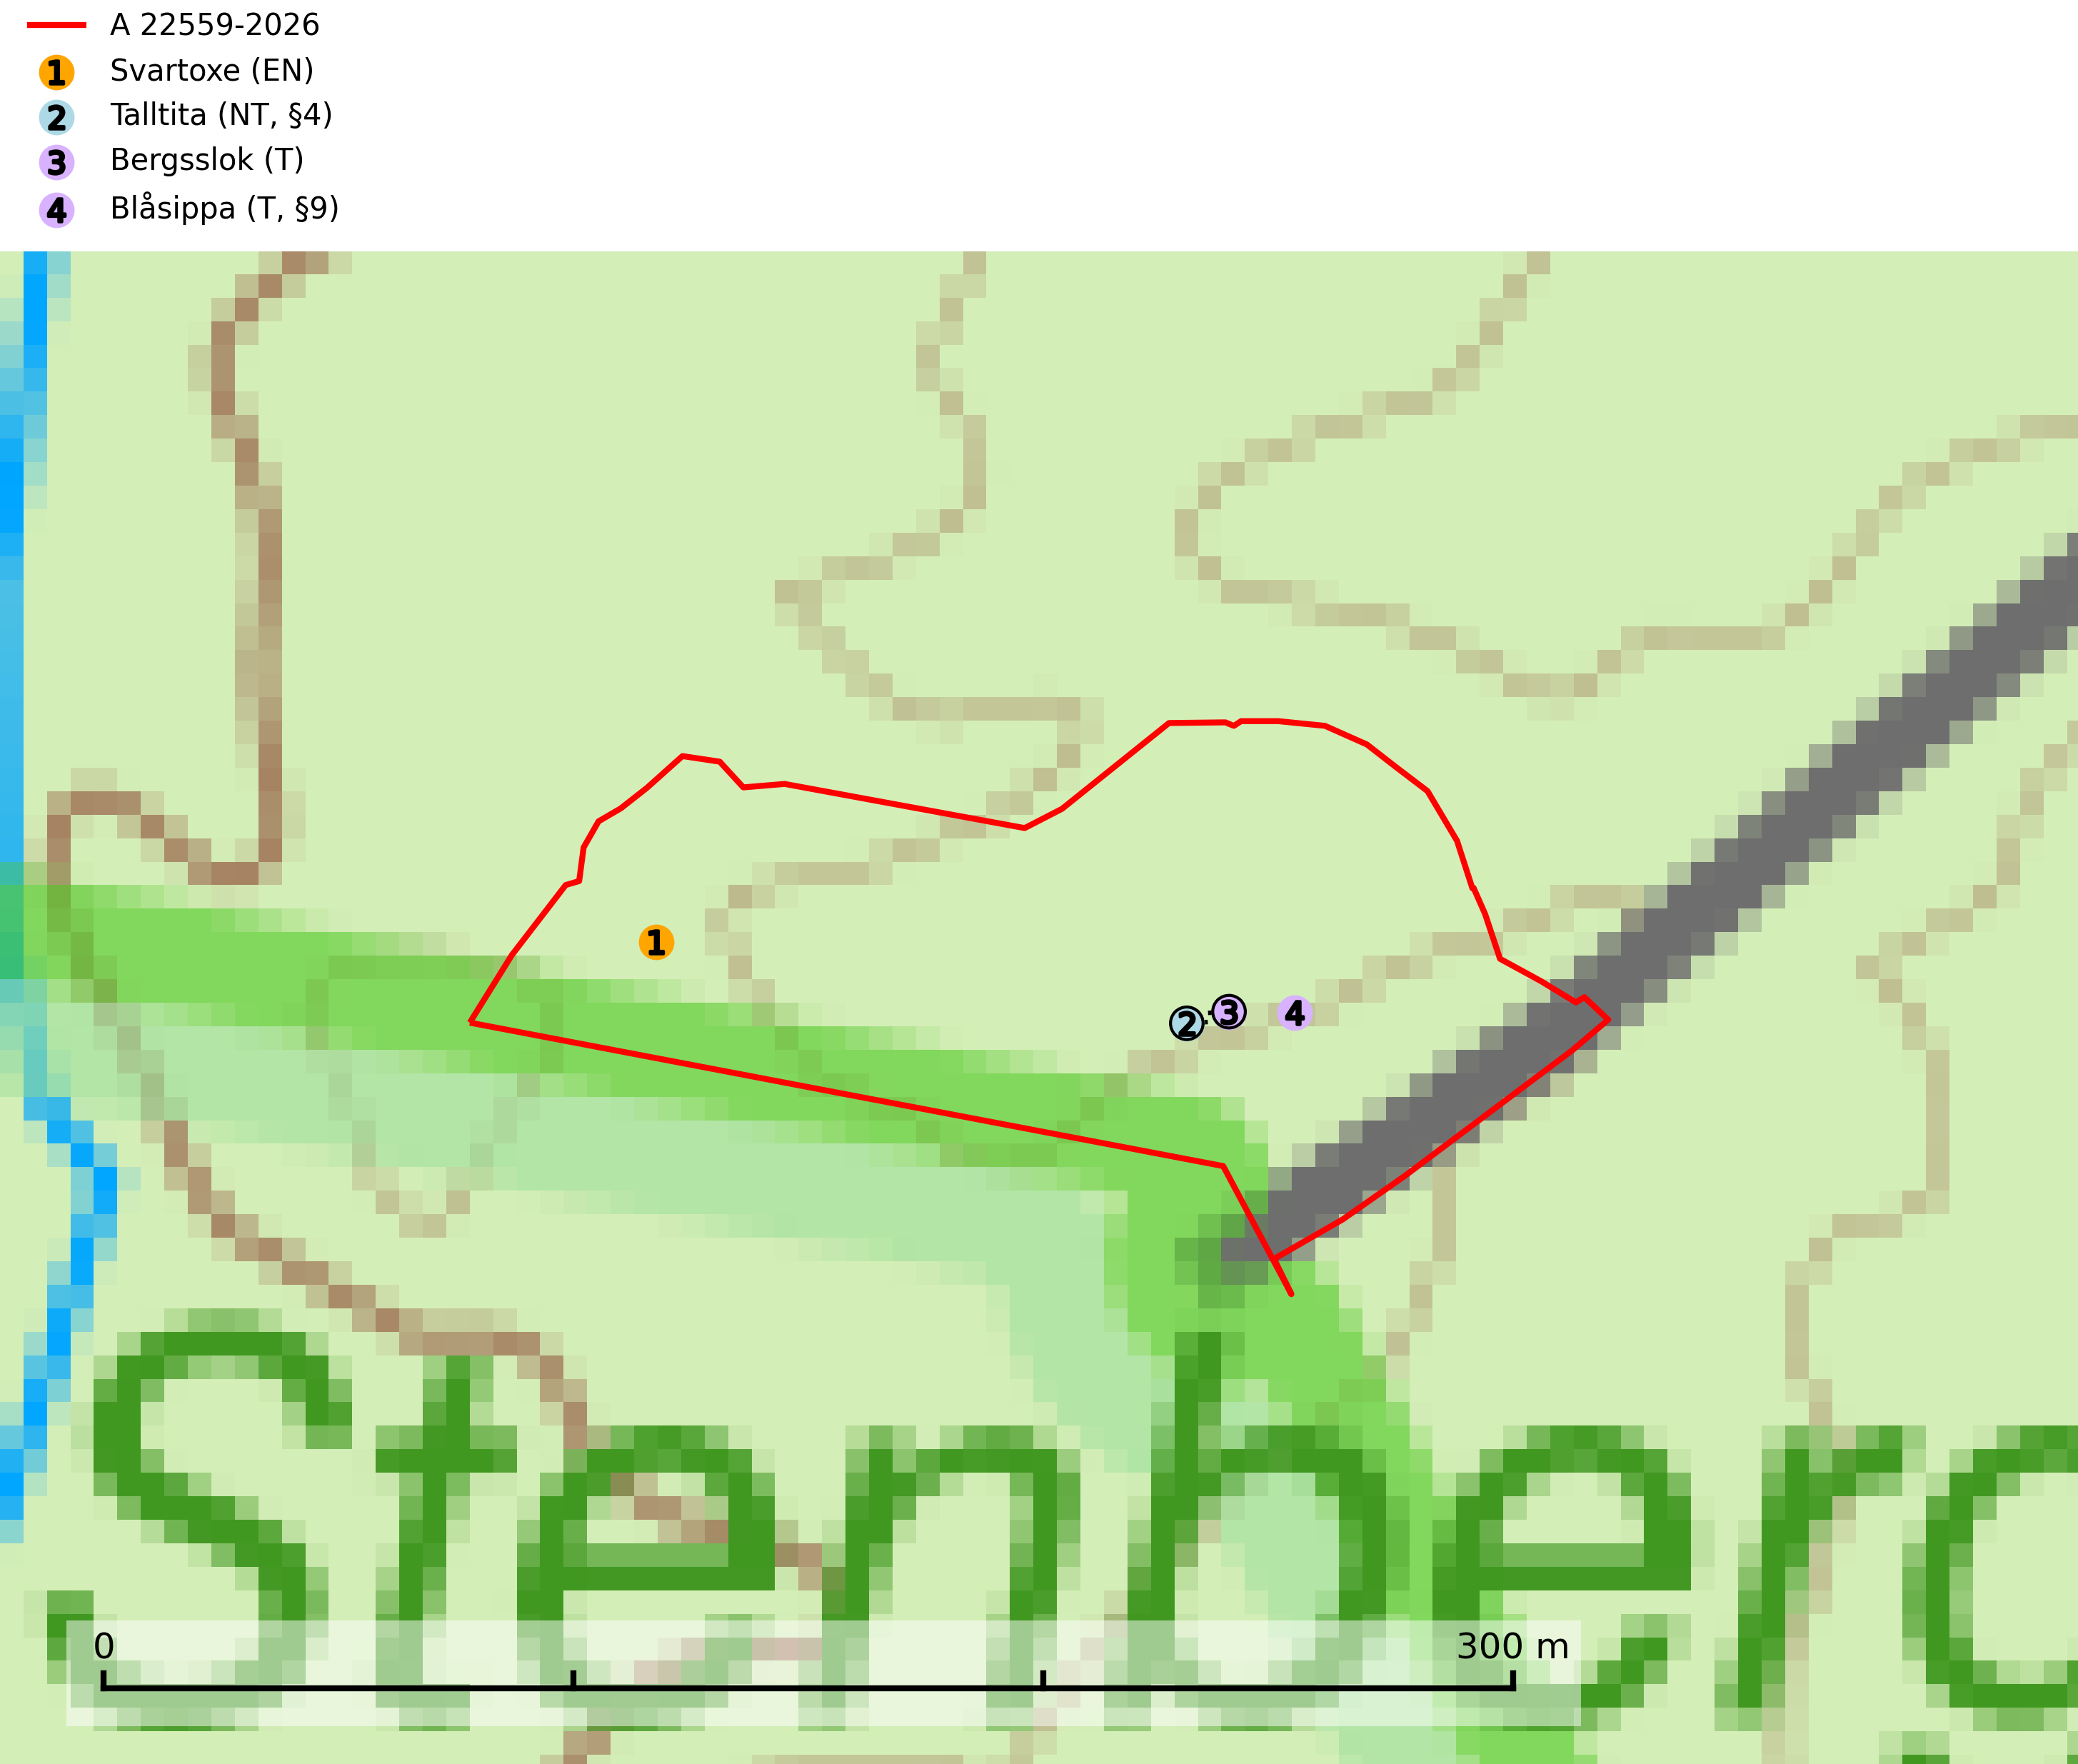 A 22559-2026
1 Svartoxe (EN)
2 Talltita (NT, §4)
3 Bergsslok (T)
4 Blåsippa (T, §9)
1
2 3 4
Stenber
0 300 m